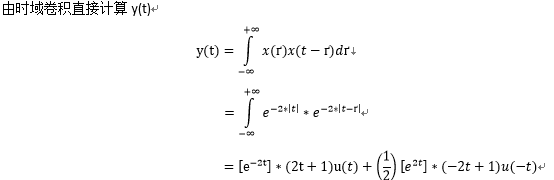 由时域卷积直接计算 y(t)↵
y(t) = ∫_{−∞}^{+∞} x(r)x(t − r)dr↓
= ∫_{−∞}^{+∞} e^{−2∗|t|} ∗ e^{−2∗|t−r|}↵
= [e^{−2t}] ∗ (2t + 1)u(t) + (1/2) [e^{2t}] ∗ (−2t + 1)u(−t)↵